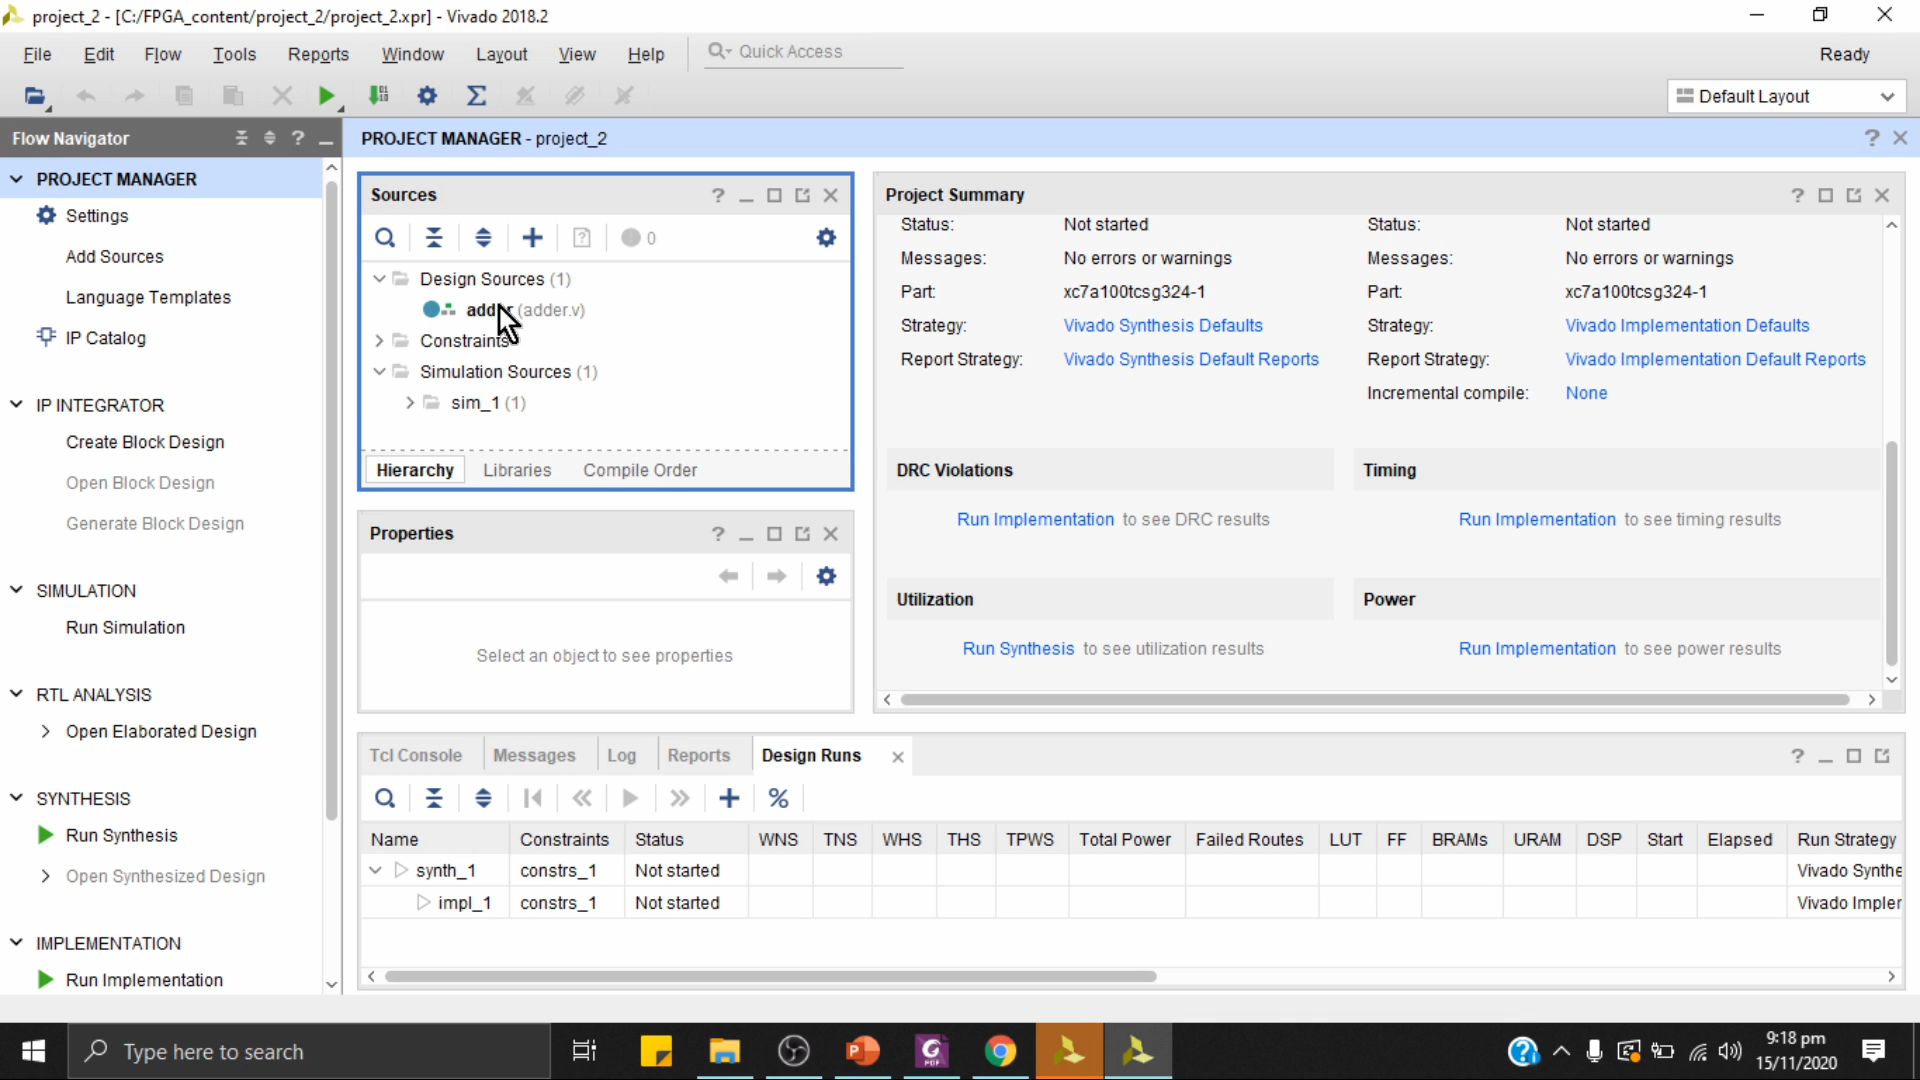 project_2 - [C:/FPGA_content/project_2/project_2.xpr] - Vivado 2018.2
File Edit Flow Tools Reports Window Layout View Help Quick Access Ready
Default Layout
Flow Navigator
PROJECT MANAGER - project_2
PROJECT MANAGER
Settings
Add Sources
Language Templates
IP Catalog
IP INTEGRATOR
Create Block Design
Open Block Design
Generate Block Design
SIMULATION
Run Simulation
RTL ANALYSIS
Open Elaborated Design
SYNTHESIS
Run Synthesis
Open Synthesized Design
IMPLEMENTATION
Run Implementation
Sources
0
Design Sources (1)
(adder.v)
Constraints
Simulation Sources (1)
sim_1 (1)
Hierarchy Libraries Compile Order
Properties
Select an object to see properties
Project Summary
Status: Not started Status: Not started
Messages: No errors or warnings Messages: No errors or warnings
Part: xc7a100tcsg324-1 Part: xc7a100tcsg324-1
Strategy: Vivado Synthesis Defaults Strategy: Vivado Implementation Defaults
Report Strategy: Vivado Synthesis Default Reports Report Strategy: Vivado Implementation Default Reports
Incremental compile: None
DRC Violations Timing
Run Implementation to see DRC results Run Implementation to see timing results
Utilization Power
Run Synthesis to see utilization results Run Implementation to see power results
Tcl Console Messages Log Reports Design Runs
Name Constraints Status WNS TNS WHS THS TPWS Total Power Failed Routes LUT FF BRAMs URAM DSP Start Elapsed Run Strategy
synth_1 constrs_1 Not started Vivado Synthe
impl_1 constrs_1 Not started Vivado Impler
Type here to search
9:18 pm
15/11/2020